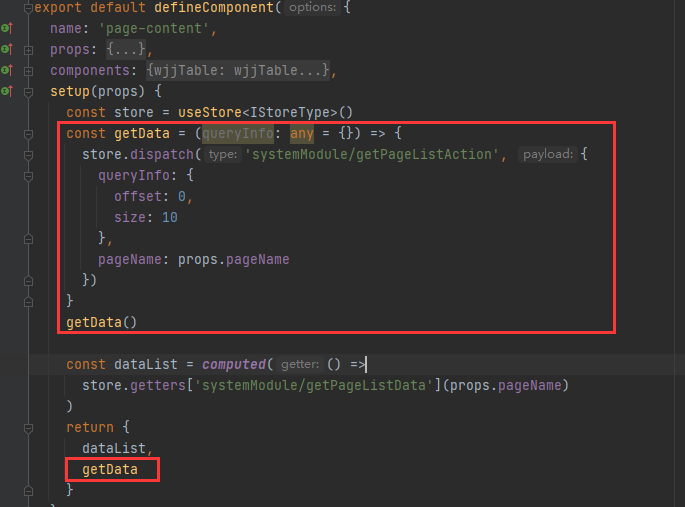 export default defineComponent( options: {
name: 'page-content',
props: {...},
components: {wjjTable: wjjTable...},
setup(props) {
const store = useStore<IStoreType>()
const getData = (queryInfo: any = {}) => {
store.dispatch( type: 'systemModule/getPageListAction', payload: {
queryInfo: {
offset: 0,
size: 10
},
pageName: props.pageName
})
}
getData()
const dataList = computed( getter: () =>
store.getters['systemModule/getPageListData'](props.pageName)
)
return {
dataList,
getData
}